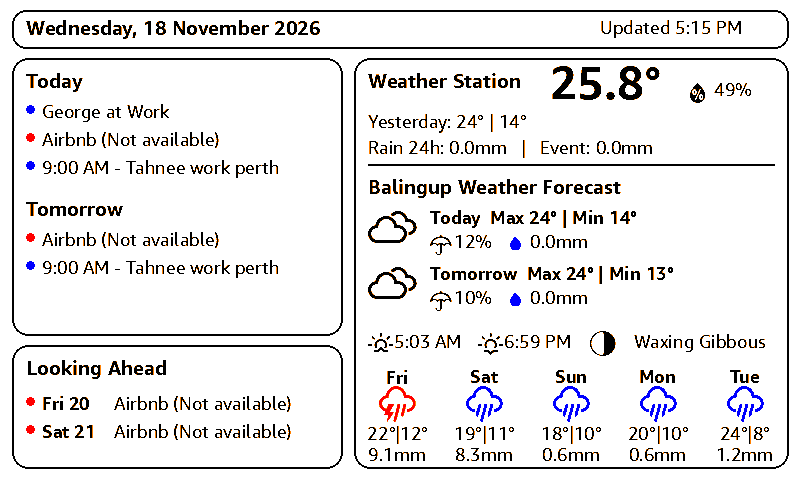 Wednesday, 18 November 2026
Updated 5:15 PM
Today
George at Work
Airbnb (Not available)
9:00 AM - Tahnee work perth
Tomorrow
Airbnb (Not available)
9:00 AM - Tahnee work perth
Looking Ahead
Fri 20 Airbnb (Not available)
Sat 21 Airbnb (Not available)
Weather Station 25.8° % 49%
Yesterday: 24° | 14°
Rain 24h: 0.0mm | Event: 0.0mm
Balingup Weather Forecast
Today Max 24° | Min 14°
12% 0.0mm
Tomorrow Max 24° | Min 13°
10% 0.0mm
5:03 AM 6:59 PM Waxing Gibbous
Fri Sat Sun Mon Tue
22°|12° 19°|11° 18°|10° 20°|10° 24°|8°
9.1mm 8.3mm 0.6mm 0.6mm 1.2mm